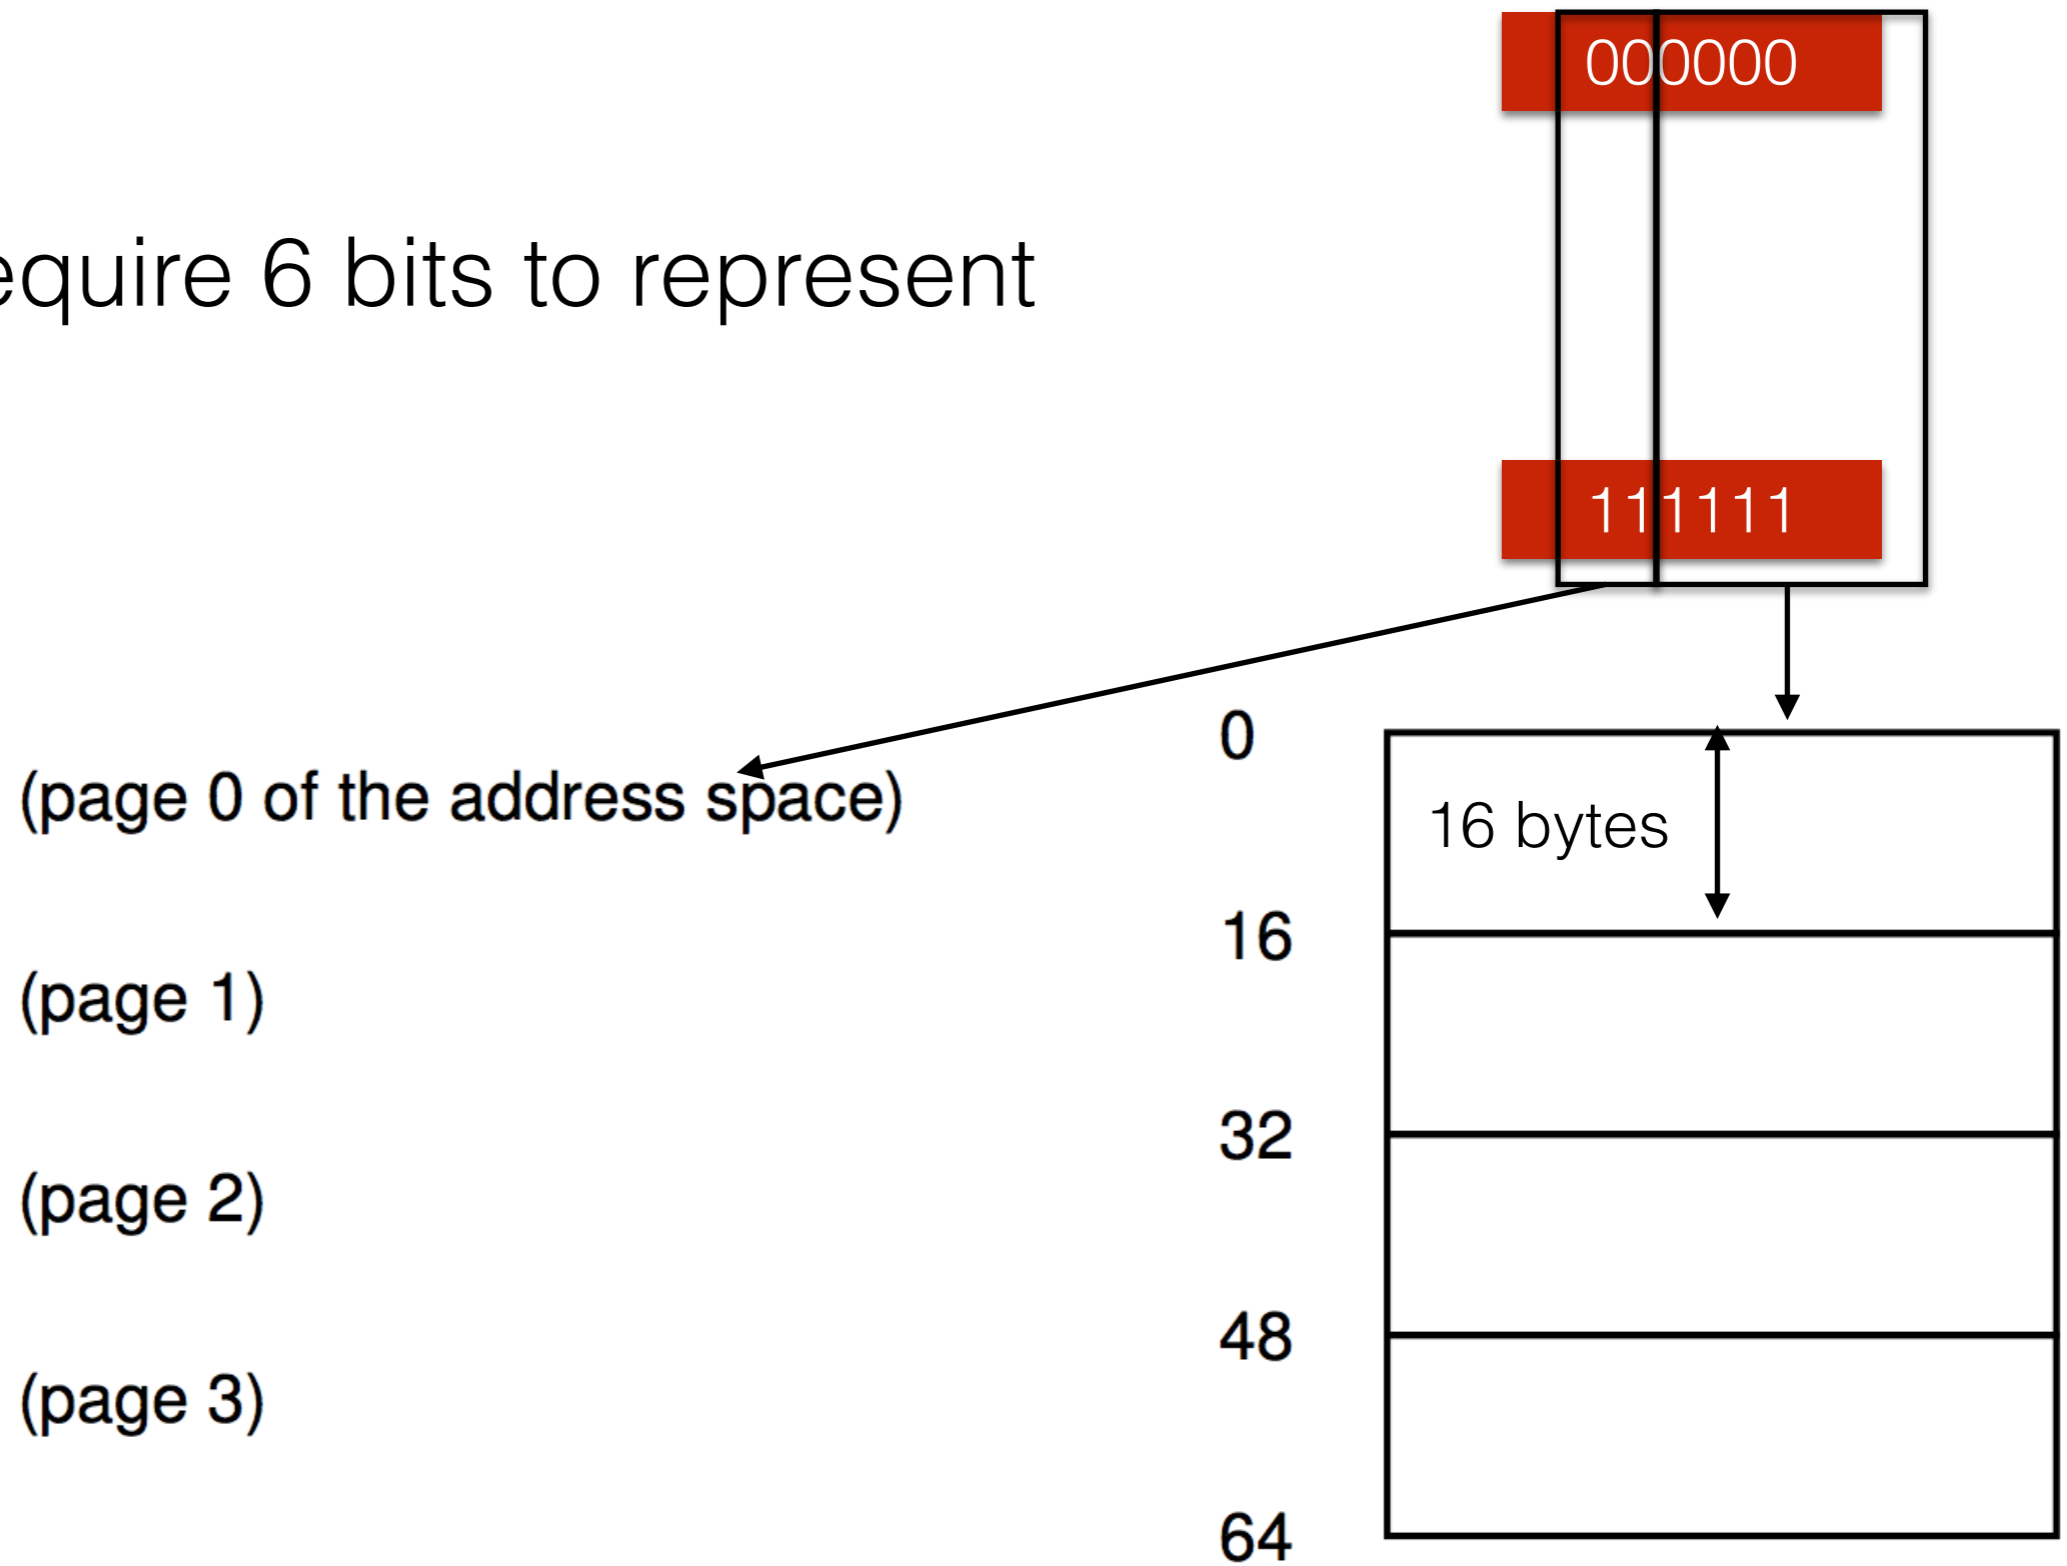 000000
equire 6 bits to represent
111111
0
(page 0 of the address space)
16 bytes
16
(page 1)
32
(page 2)
48
(page 3)
64